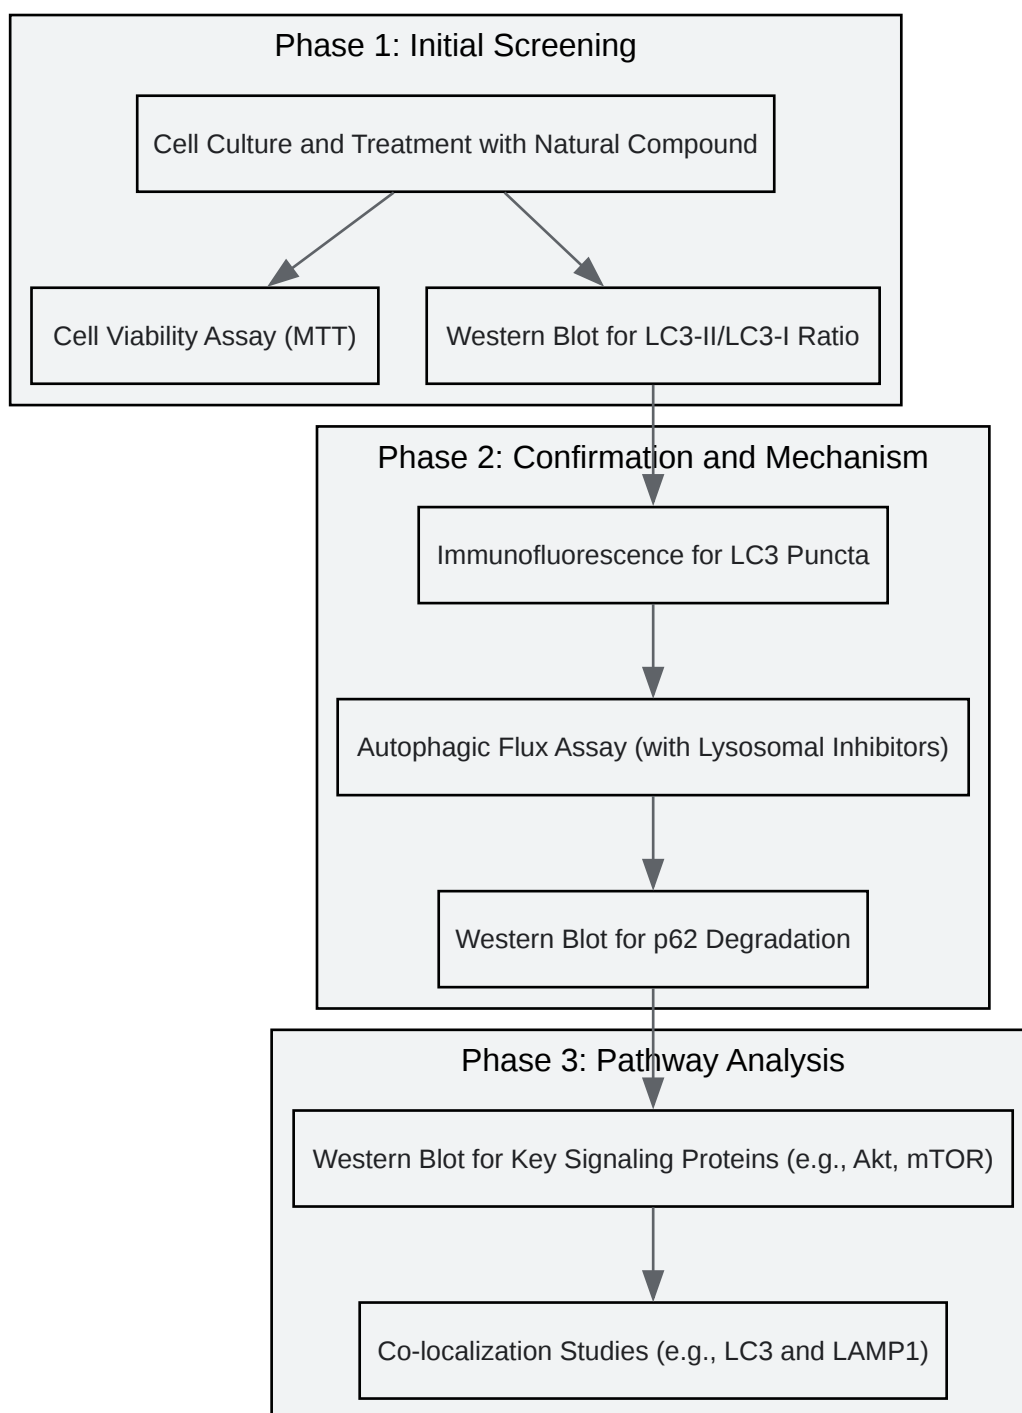 Phase 1: Initial Screening
Cell Culture and Treatment with Natural Compound
Cell Viability Assay (MTT)
Western Blot for LC3-II/LC3-I Ratio
Phase 2: Confirmation and Mechanism
Immunofluorescence for LC3 Puncta
Autophagic Flux Assay (with Lysosomal Inhibitors)
Western Blot for p62 Degradation
Phase 3: Pathway Analysis
Western Blot for Key Signaling Proteins (e.g., Akt, mTOR)
Co-localization Studies (e.g., LC3 and LAMP1)